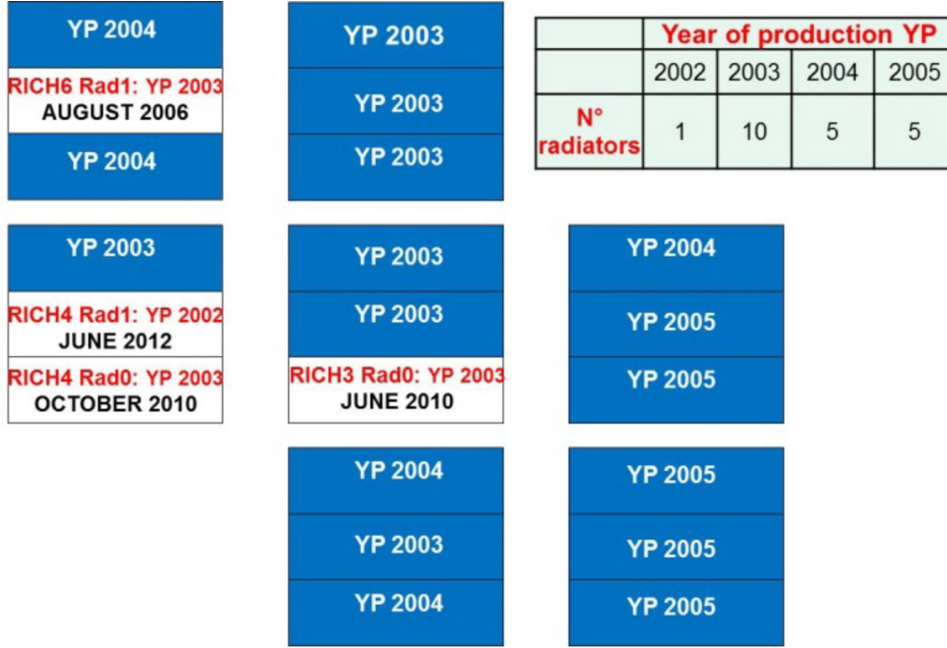 YP 2004
RICH6 Rad1: YP 2003
AUGUST 2006
YP 2004
YP 2003
YP 2003
YP 2003
Year of production YP
2002 2003 2004 2005
N° radiators 1 10 5 5
YP 2003
RICH4 Rad1: YP 2002
JUNE 2012
RICH4 Rad0: YP 2003
OCTOBER 2010
YP 2003
YP 2003
RICH3 Rad0: YP 2003
JUNE 2010
YP 2004
YP 2005
YP 2005
YP 2004
YP 2003
YP 2004
YP 2005
YP 2005
YP 2005